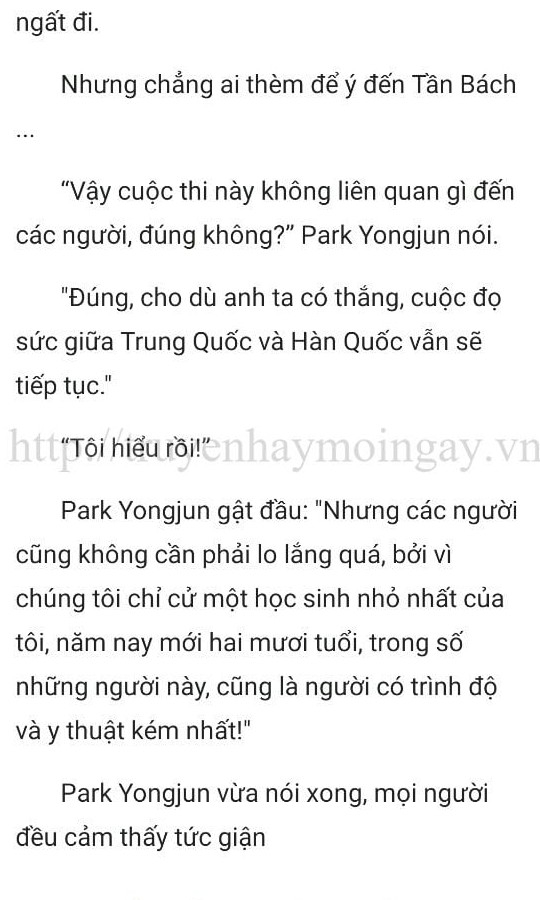 ngất đi.
Nhưng chẳng ai thèm để ý đến Tần Bách
...
“Vậy cuộc thi này không liên quan gì đến
các người, đúng không?” Park Yongjun nói.
"Đúng, cho dù anh ta có thắng, cuộc đọ
sức giữa Trung Quốc và Hàn Quốc vẫn sẽ
tiếp tục."
“Tôi hiểu rồi!”
http://truyenhaymoingay.vn
Park Yongjun gật đầu: "Nhưng các người
cũng không cần phải lo lắng quá, bởi vì
chúng tôi chỉ cử một học sinh nhỏ nhất của
tôi, năm nay mới hai mươi tuổi, trong số
những người này, cũng là người có trình độ
và y thuật kém nhất!"
Park Yongjun vừa nói xong, mọi người
đều cảm thấy tức giận